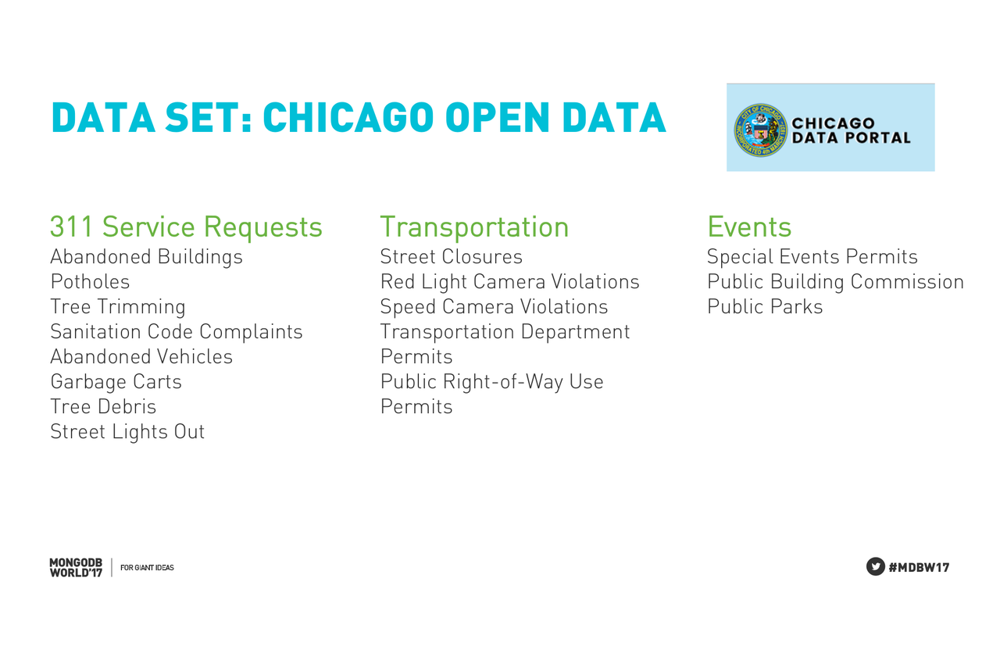 DATA SET: CHICAGO OPEN DATA
CITY OF CHICAGO
INCORPORATED 4th MARCH 1837
CHICAGO
DATA PORTAL
311 Service Requests
Abandoned Buildings
Potholes
Tree Trimming
Sanitation Code Complaints
Abandoned Vehicles
Garbage Carts
Tree Debris
Street Lights Out
Transportation
Street Closures
Red Light Camera Violations
Speed Camera Violations
Transportation Department
Permits
Public Right-of-Way Use
Permits
Events
Special Events Permits
Public Building Commission
Public Parks
MONGODB
WORLD'17
FOR GIANT IDEAS
#MDBW17